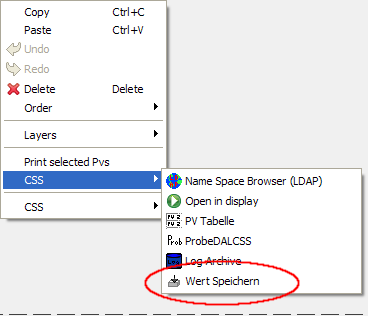 Copy Ctrl+C
Paste Ctrl+V
Undo
Redo
Delete Delete
Order
Layers
Print selected Pvs
CSS
CSS
Name Space Browser (LDAP)
Open in display
PV Tabelle
ProbeDALCSS
Log Archive
Wert Speichern